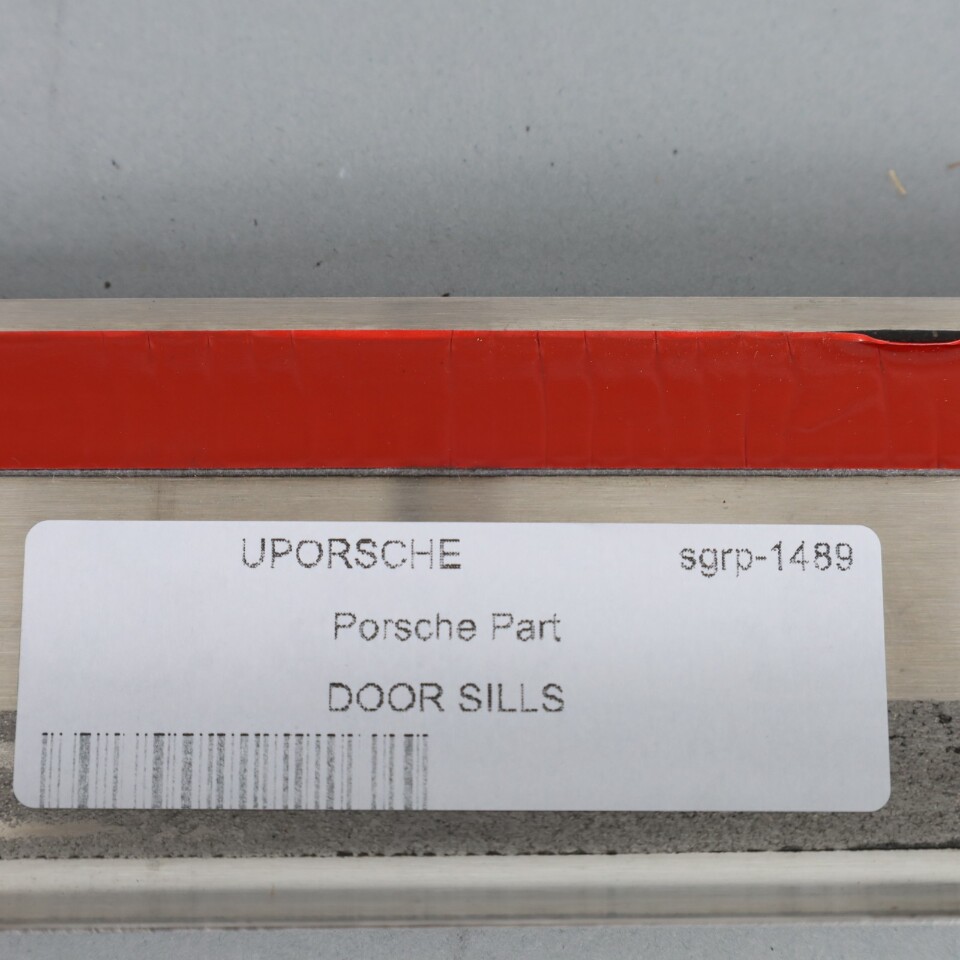 UPORSCHE sgrp-1489
Porsche Part
DOOR SILLS